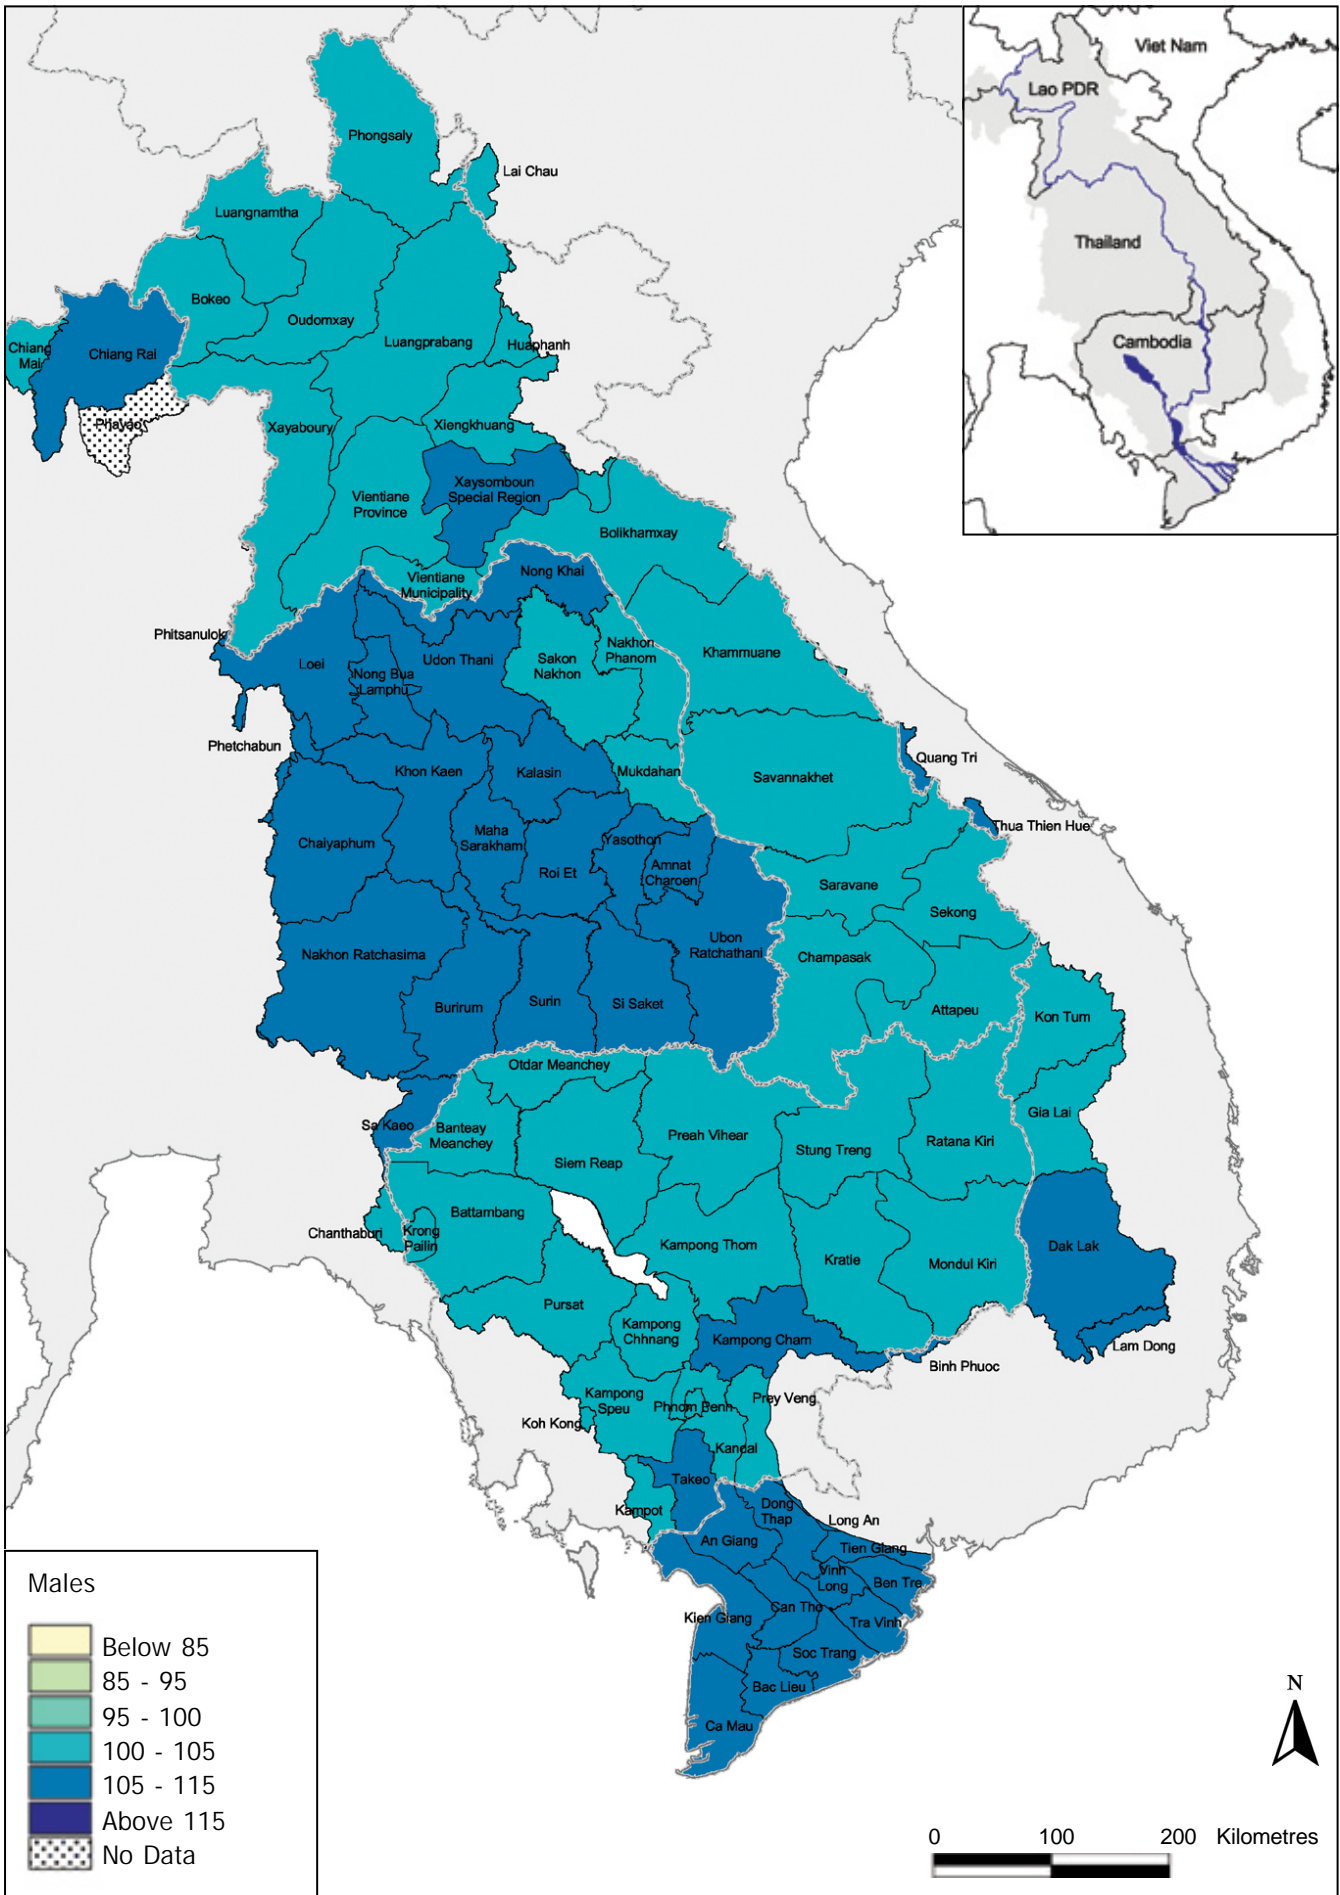 Viet Nam
Lao PDR
Thailand
Cambodia
Phongsaly
Lai Chau
Luangnamtha
Bokeo
Oudomxay
Luangprabang
Huaphanh
Chiang
Mai
Chiang Rai
Phayao
Xayaboury
Xiengkhuang
Xaysomboun
Special Region
Vientiane
Province
Bolikhamxay
Vientiane
Municipality
Nong Khai
Phitsanulok
Loei
Nong Bua
Lamphu
Udon Thani
Sakon
Nakhon
Nakhon
Phanom
Khammuane
Phetchabun
Khon Kaen
Kalasin
Mukdahan
Savannakhet
Quang Tri
Thua Thien Hue
Chaiyaphum
Maha
Sarakham
Roi Et
Yasothon
Amnat
Charoen
Saravane
Sekong
Nakhon Ratchasima
Ubon
Ratchathani
Champasak
Burirum
Surin
Si Saket
Attapeu
Kon Tum
Otdar Meanchey
Sa Kaeo
Banteay
Meanchey
Siem Reap
Preah Vihear
Stung Treng
Ratana Kiri
Gia Lai
Chanthaburi
Krong
Pailin
Battambang
Kampong Thom
Kratie
Mondul Kiri
Dak Lak
Pursat
Kampong
Chhnang
Kampong Cham
Binh Phuoc
Lam Dong
Kampong
Speu
Phnom Penh
Prey Veng
Koh Kong
Kandal
Takeo
Kampot
Dong
Thap
Long An
An Giang
Tien Giang
Vinh
Long
Ben Tre
Kien Giang
Can Tho
Tra Vinh
Soc Trang
Bac Lieu
Ca Mau
Males
Below 85
85 - 95
95 - 100
100 - 105
105 - 115
Above 115
No Data
N
0 100 200 Kilometres